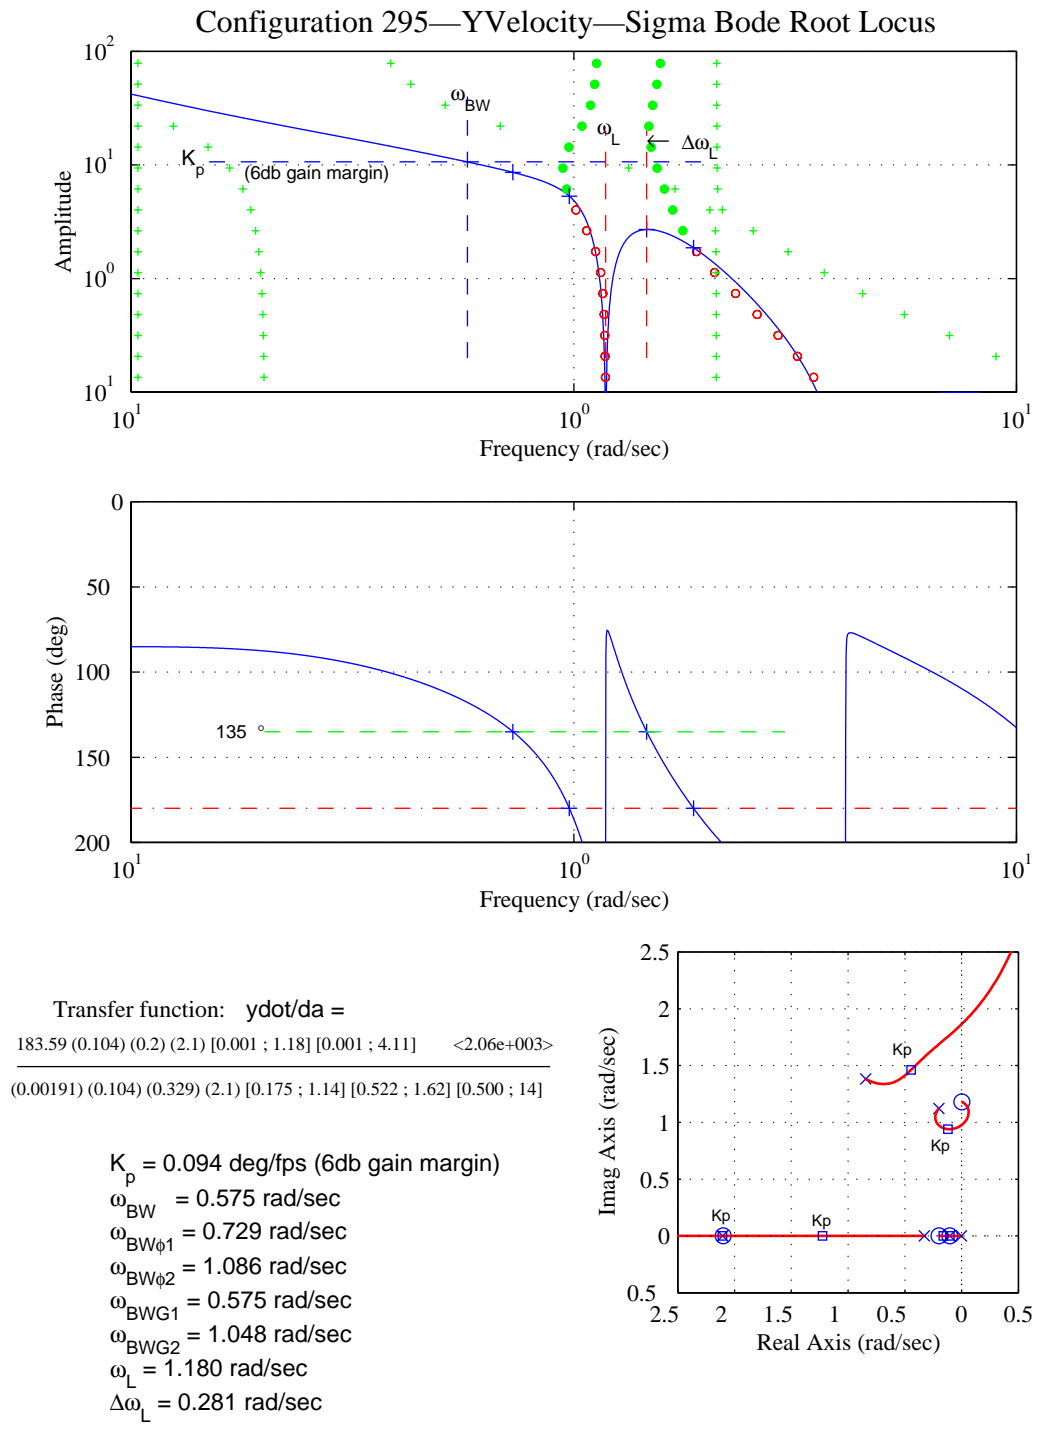 Configuration 295—YVelocity—Sigma Bode Root Locus
10^2
10^1
10^0
10^1
Amplitude
ω_BW
ω_L
Δω_L
K_p
(6db gain margin)
10^1
10^0
10^1
Frequency (rad/sec)
0
50
100
150
200
Phase (deg)
135 °
10^1
10^0
10^1
Frequency (rad/sec)
Transfer function: ydot/da =
183.59 (0.104) (0.2) (2.1) [0.001 ; 1.18] [0.001 ; 4.11] <2.06e+003>
(0.00191) (0.104) (0.329) (2.1) [0.175 ; 1.14] [0.522 ; 1.62] [0.500 ; 14]
K_p = 0.094 deg/fps (6db gain margin)
ω_BW = 0.575 rad/sec
ω_BWϕ1 = 0.729 rad/sec
ω_BWϕ2 = 1.086 rad/sec
ω_BWG1 = 0.575 rad/sec
ω_BWG2 = 1.048 rad/sec
ω_L = 1.180 rad/sec
Δω_L = 0.281 rad/sec
2.5
2
1.5
1
0.5
0
0.5
Imag Axis (rad/sec)
Kp
Kp
Kp
Kp
2.5 2 1.5 1 0.5 0 0.5
Real Axis (rad/sec)